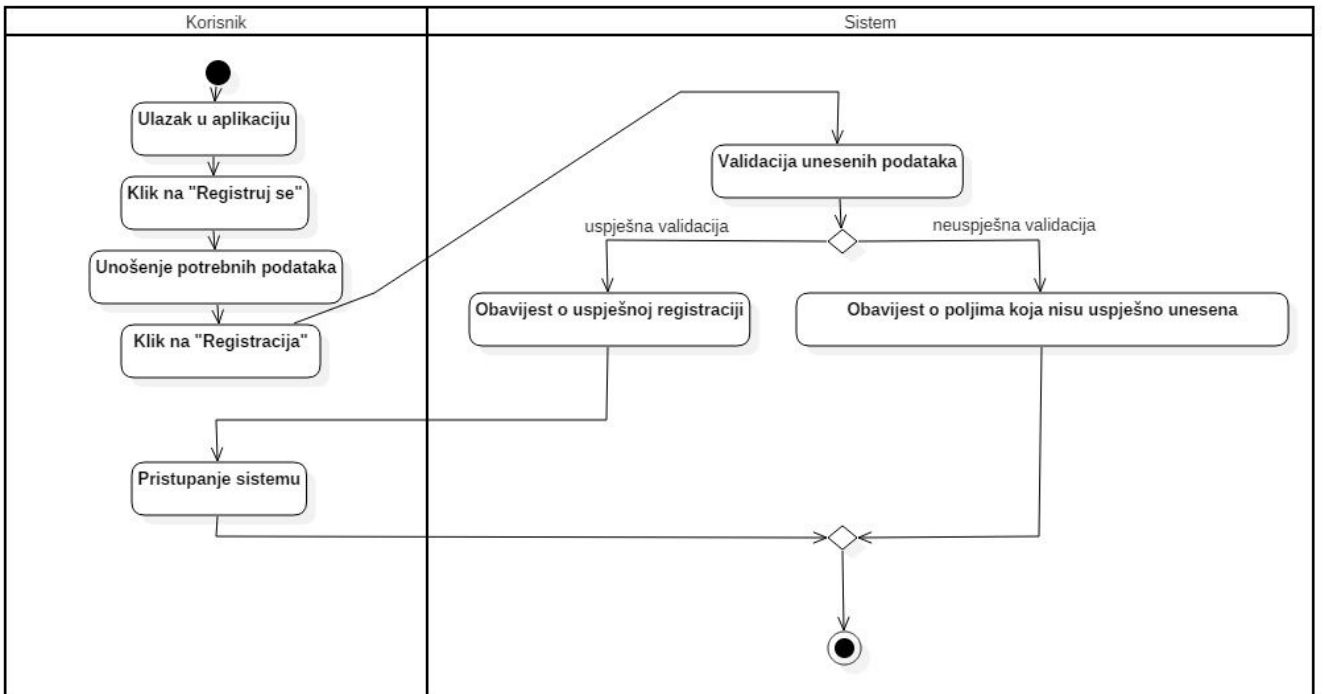 Korisnik
Sistem
Ulazak u aplikaciju
Klik na "Registruj se"
Unošenje potrebnih podataka
Klik na "Registracija"
Validacija unesenih podataka
uspješna validacija
neuspješna validacija
Obavijest o uspješnoj registraciji
Obavijest o poljima koja nisu uspješno unesena
Pristupanje sistemu